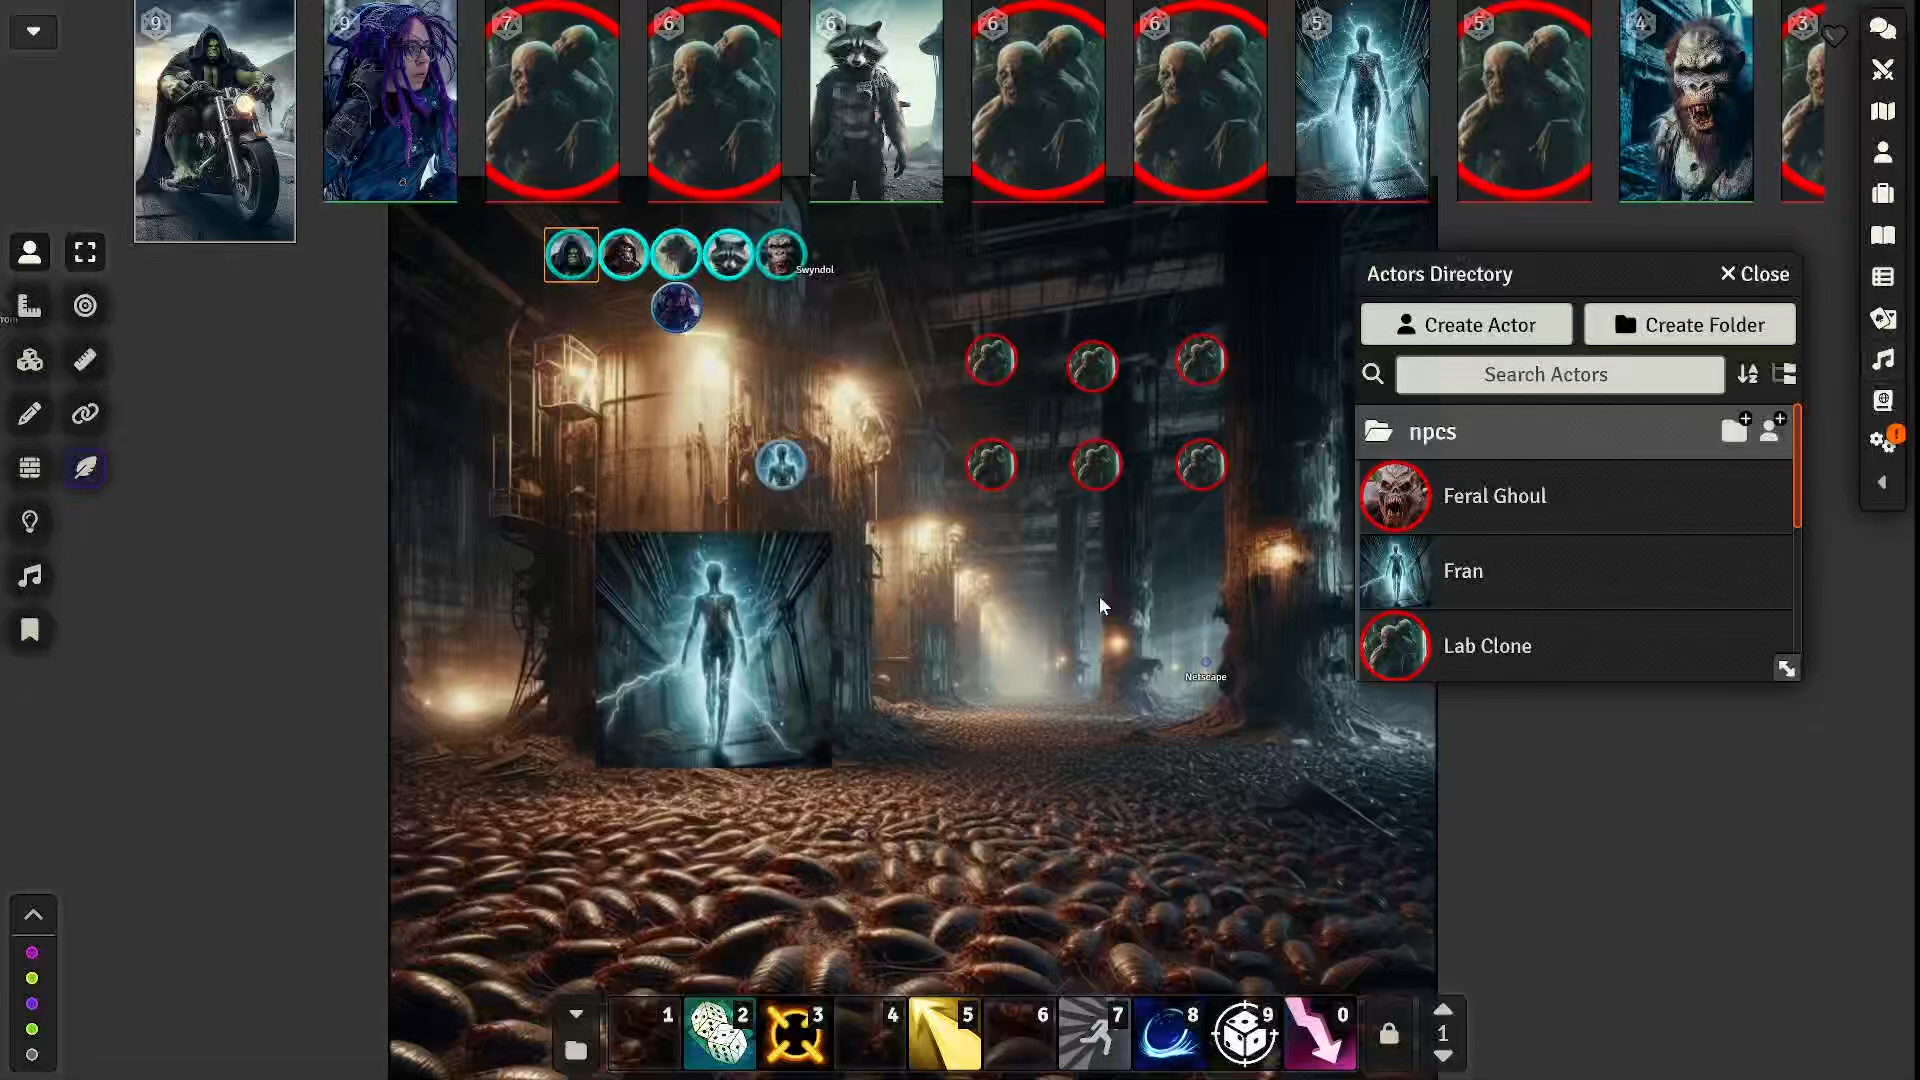 9
9
7
6
6
6
6
5
5
4
3
Swyndol
from
Actors Directory
Close
Create Actor
Create Folder
Search Actors
npcs
Feral Ghoul
Fran
Lab Clone
Netscape
1
2
3
4
5
6
7
8
9
0
1